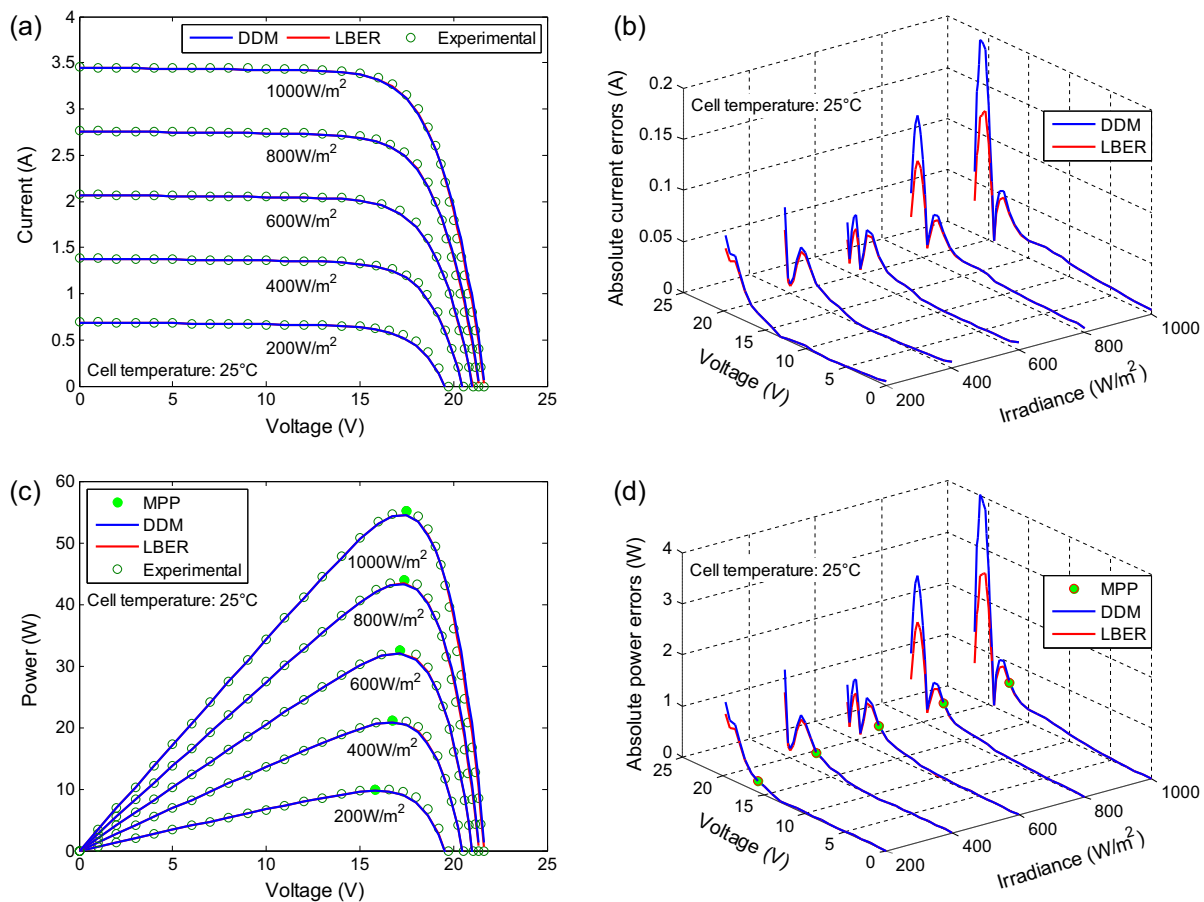 (a)
DDM LBER Experimental
4
3.5
3
2.5
2
1.5
1
0.5
0
Current (A)
1000W/m²
800W/m²
600W/m²
400W/m²
200W/m²
Cell temperature: 25°C
0 5 10 15 20 25
Voltage (V)
(b)
Cell temperature: 25°C
DDM
LBER
0.2
0.15
0.1
0.05
0
Absolute current errors (A)
25 20 15 10 5 0
Voltage (V)
200 400 600 800 1000
Irradiance (W/m²)
(c)
MPP
DDM
LBER
Experimental
Cell temperature: 25°C
60
50
40
30
20
10
0
Power (W)
1000W/m²
800W/m²
600W/m²
400W/m²
200W/m²
0 5 10 15 20 25
Voltage (V)
(d)
Cell temperature: 25°C
MPP
DDM
LBER
4
3
2
1
0
Absolute power errors (W)
25 20 15 10 5 0
Voltage (V)
200 400 600 800 1000
Irradiance (W/m²)